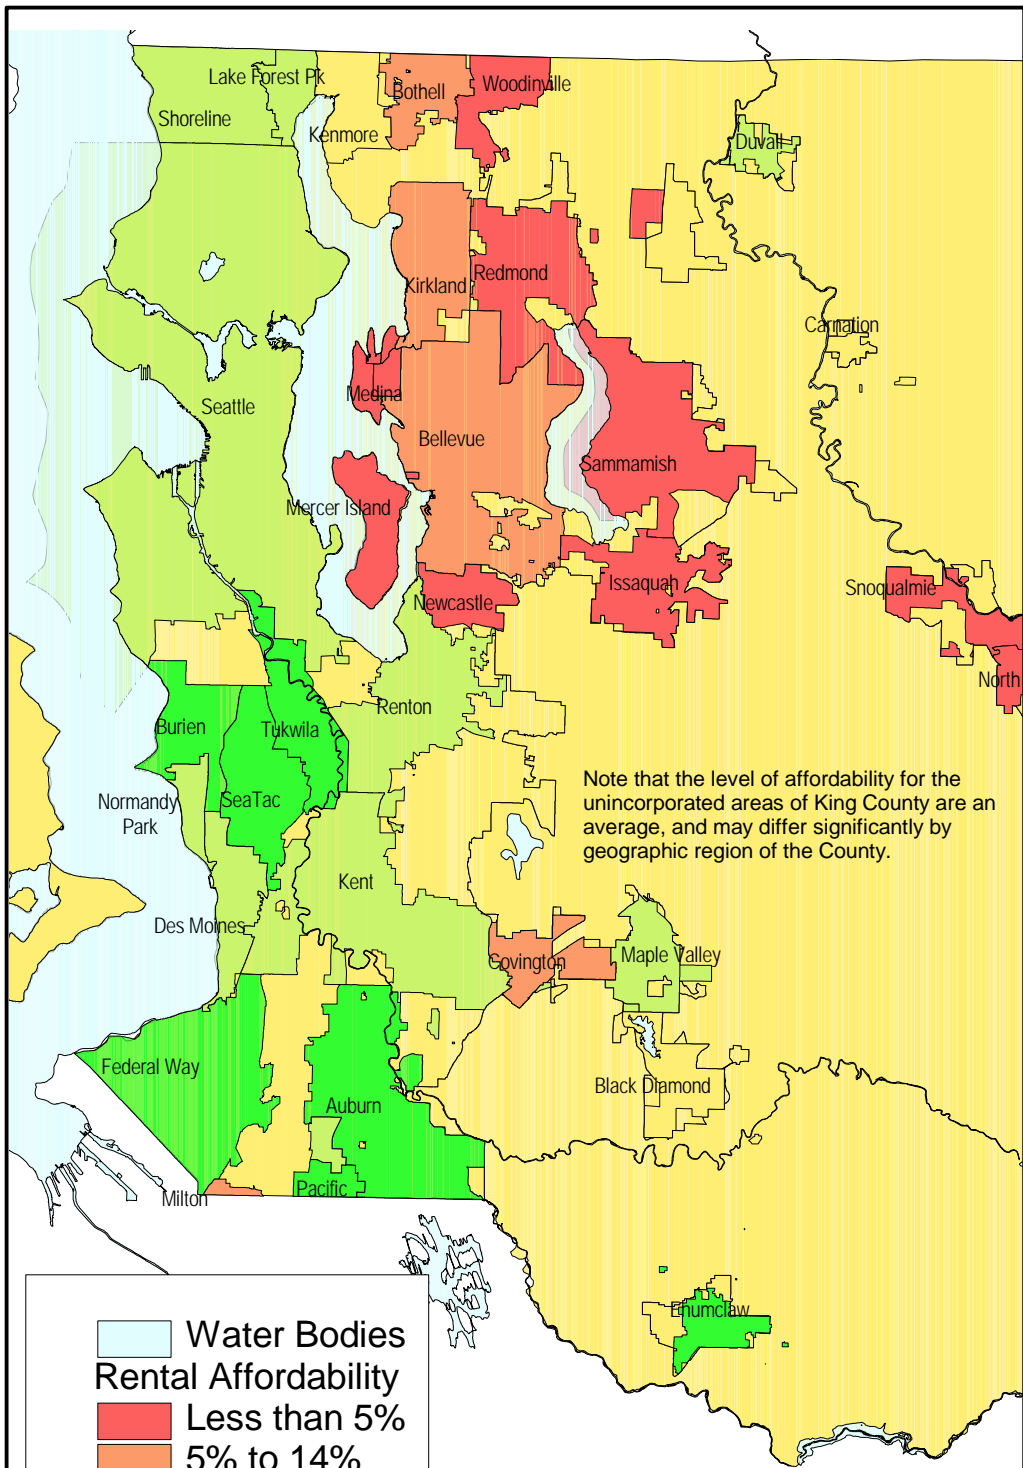 Lake Forest Pk
Bothell
Woodinville
Shoreline
Kenmore
Duvall
Kirkland
Redmond
Carnation
Medina
Seattle
Bellevue
Sammamish
Mercer Island
Newcastle
Issaquah
Snoqualmie
North
Renton
Burien
Tukwila
SeaTac
Normandy
Park
Note that the level of affordability for the
unincorporated areas of King County are an
average, and may differ significantly by
geographic region of the County.
Kent
Des Moines
Covington
Maple Valley
Federal Way
Black Diamond
Auburn
Milton
Pacific
Enumclaw
Water Bodies
Rental Affordability
Less than 5%
5% to 14%